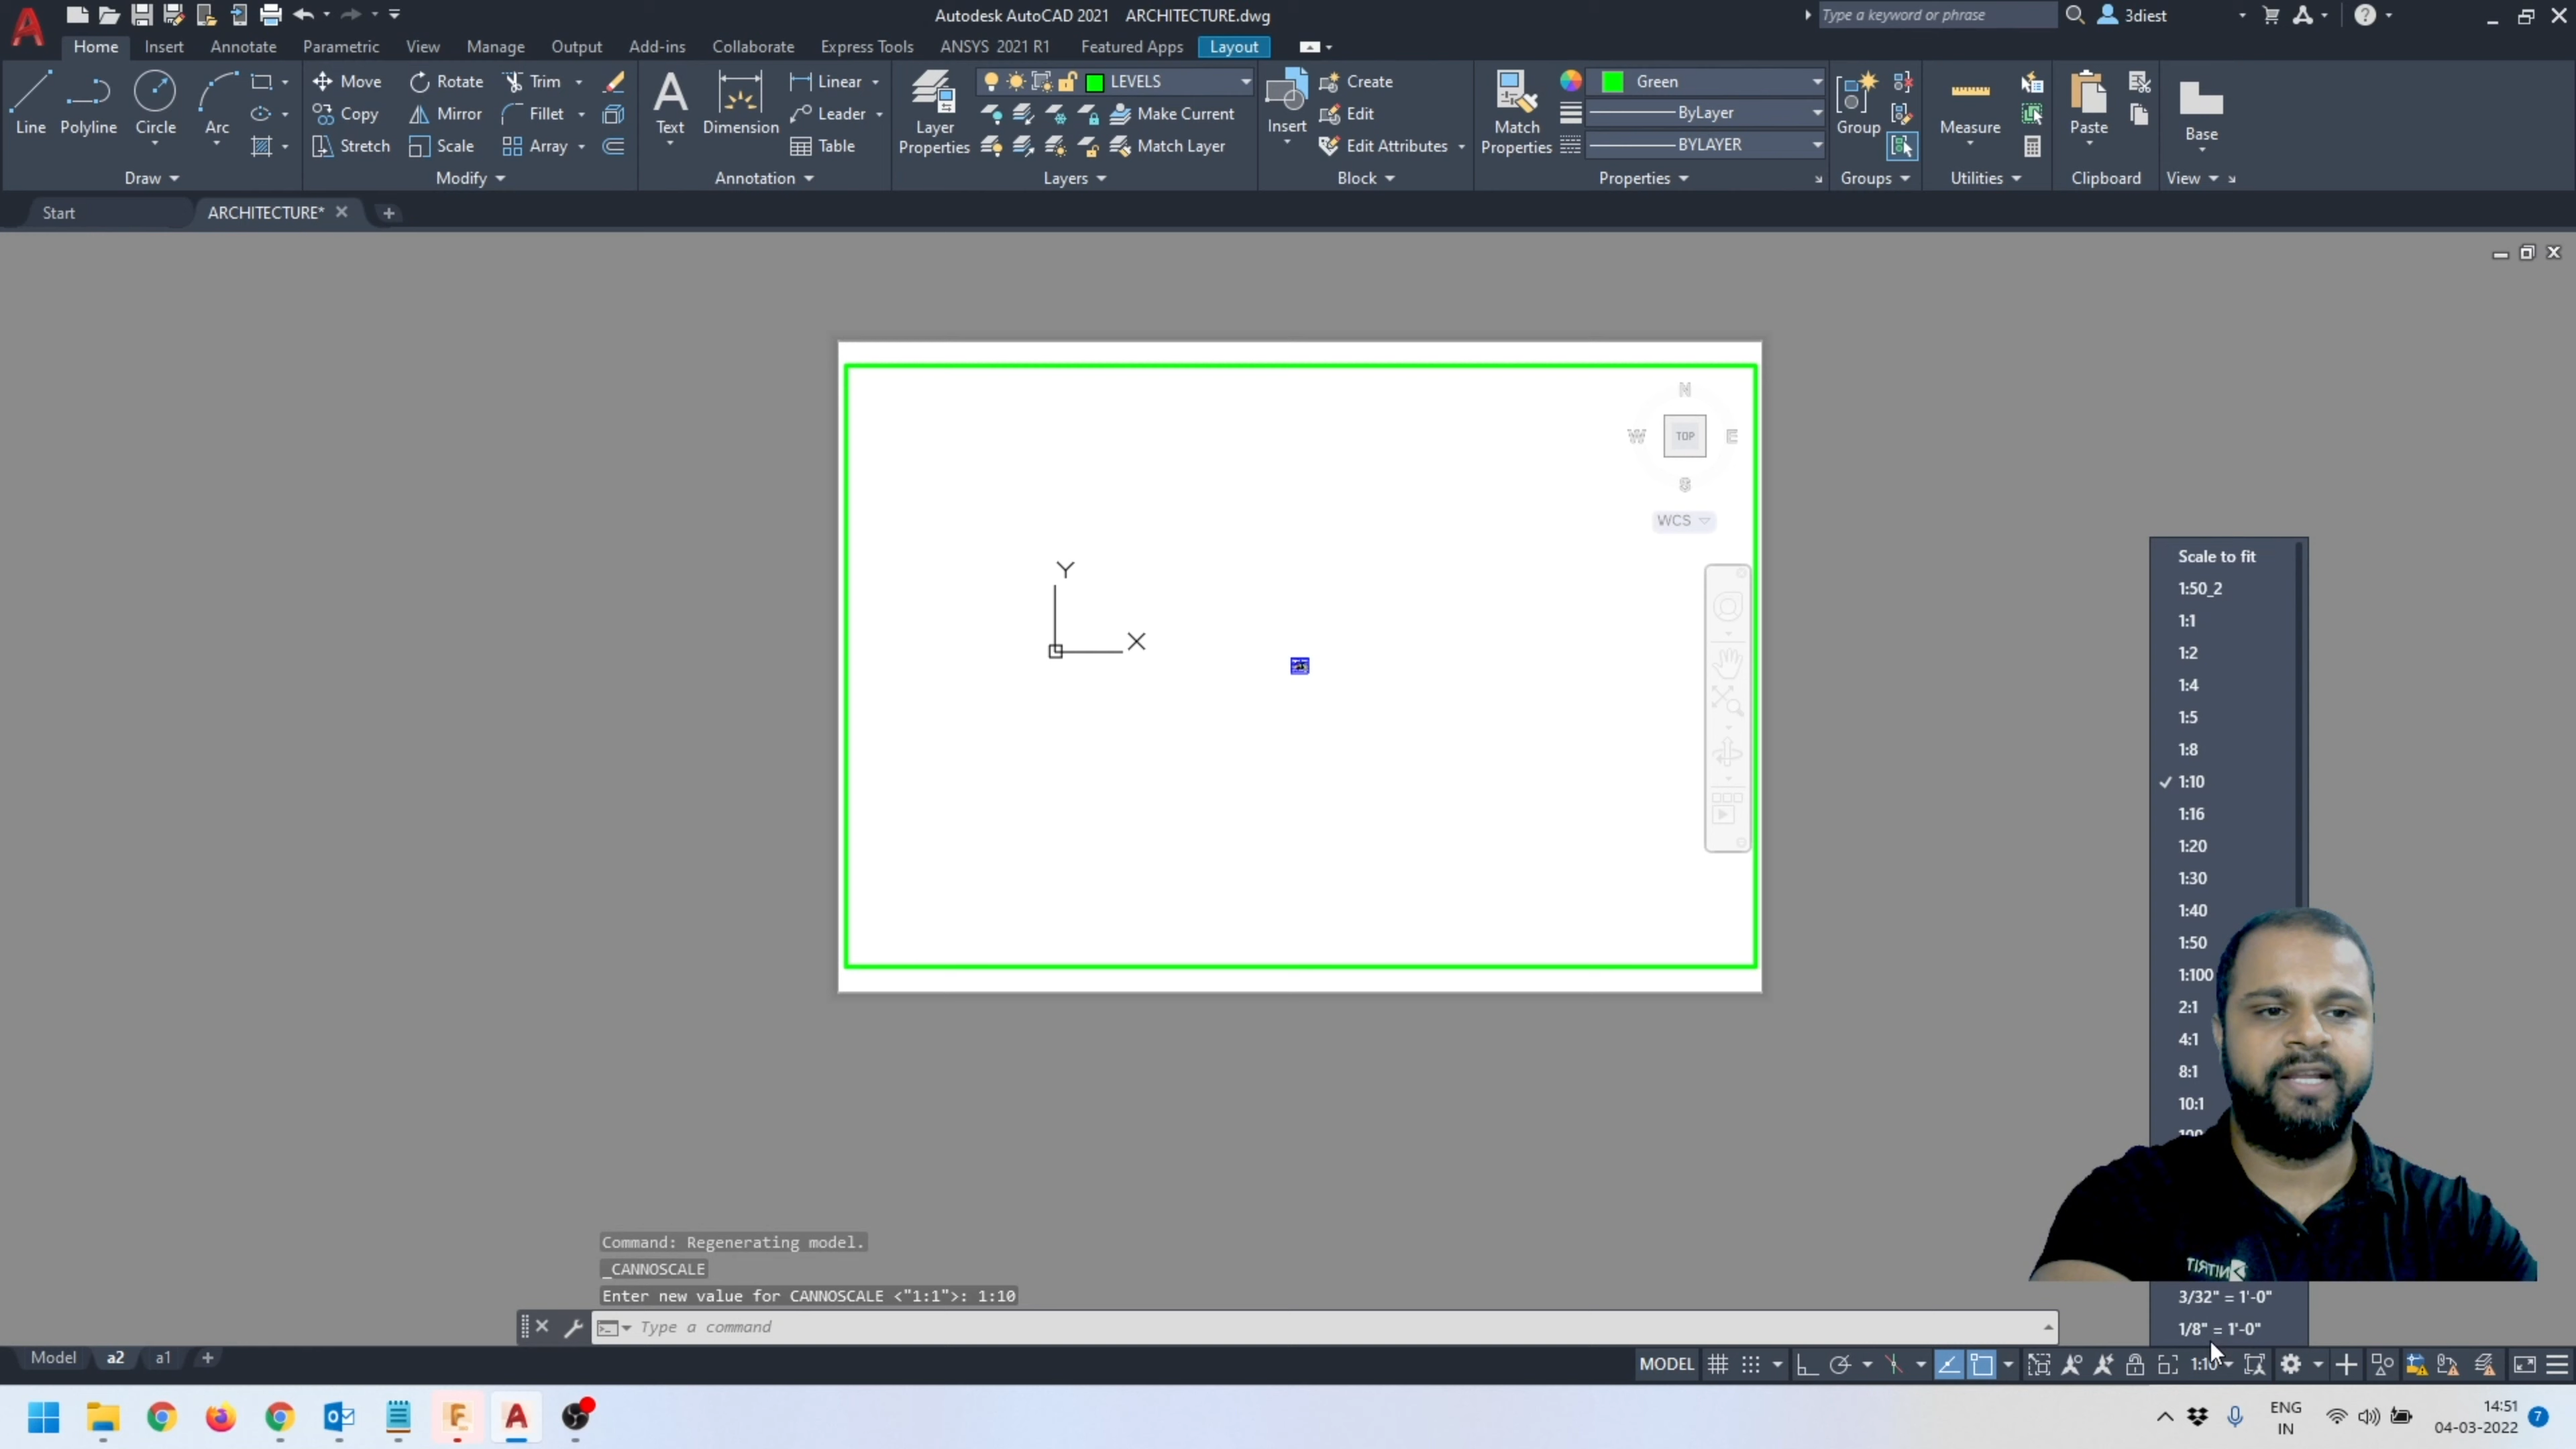 Autodesk AutoCAD 2021 ARCHITECTURE.dwg
Type a keyword or phrase
3diest
Home Insert Annotate Parametric View Manage Output Add-ins Collaborate Express Tools ANSYS 2021 R1 Featured Apps Layout
Line Polyline Circle Arc
Draw
Move Rotate Trim
Copy Mirror Fillet
Stretch Scale Array
Modify
Text Dimension
Linear
Leader
Table
Annotation
Layer Properties
LEVELS
Make Current
Match Layer
Layers
Insert
Create
Edit
Edit Attributes
Block
Match Properties
Green
ByLayer
BYLAYER
Properties
Group
Groups
Measure
Utilities
Paste
Clipboard
Base
View
Start ARCHITECTURE*
N
W TOP E
S
WCS
Y
X
Scale to fit
1:50_2
1:1
1:2
1:4
1:5
1:8
1:10
1:16
1:20
1:30
1:40
1:50
1:100
2:1
4:1
8:1
10:1
3/32" = 1'-0"
1/8" = 1'-0"
Command: Regenerating model.
_CANNOSCALE
Enter new value for CANNOSCALE <"1:1">: 1:10
Type a command
Model a2 a1
MODEL
1:10
ENG
IN
14:51
04-03-2022
7